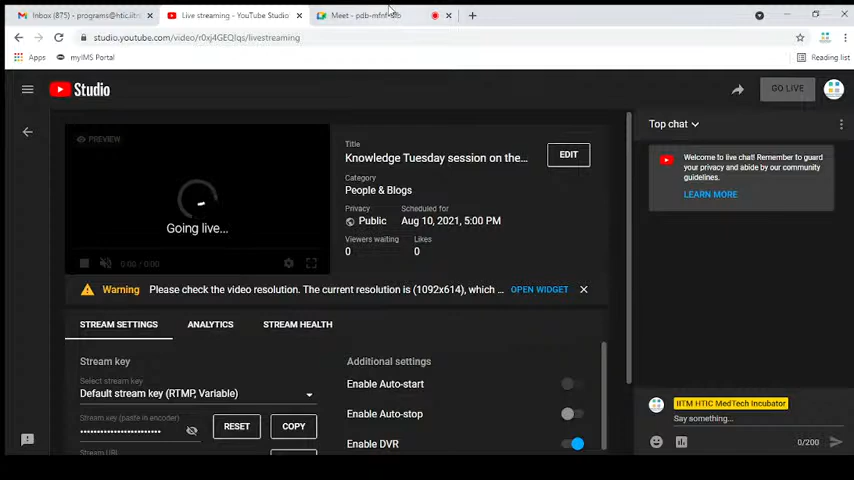 Inbox (875) - programs@htic.iitm
Live streaming - YouTube Studio
Meet - pdb-mfnf
studio.youtube.com/video/r0xj4GEQIqs/livestreaming
Apps
myIMS Portal
Reading list
Studio
GO LIVE
PREVIEW
Going live...
0:00 / 0:00
Title
Knowledge Tuesday session on the...
EDIT
Category
People & Blogs
Privacy
Scheduled for
Public
Aug 10, 2021, 5:00 PM
Viewers waiting
Likes
0
0
Warning
Please check the video resolution. The current resolution is (1092x614), which ...
OPEN WIDGET
STREAM SETTINGS
ANALYTICS
STREAM HEALTH
Stream key
Select stream key
Default stream key (RTMP, Variable)
Stream key (paste in encoder)
RESET
COPY
Additional settings
Enable Auto-start
Enable Auto-stop
Enable DVR
Top chat
Welcome to live chat! Remember to guard
your privacy and abide by our community
guidelines.
LEARN MORE
IITM HTIC MedTech Incubator
Say something...
0/200